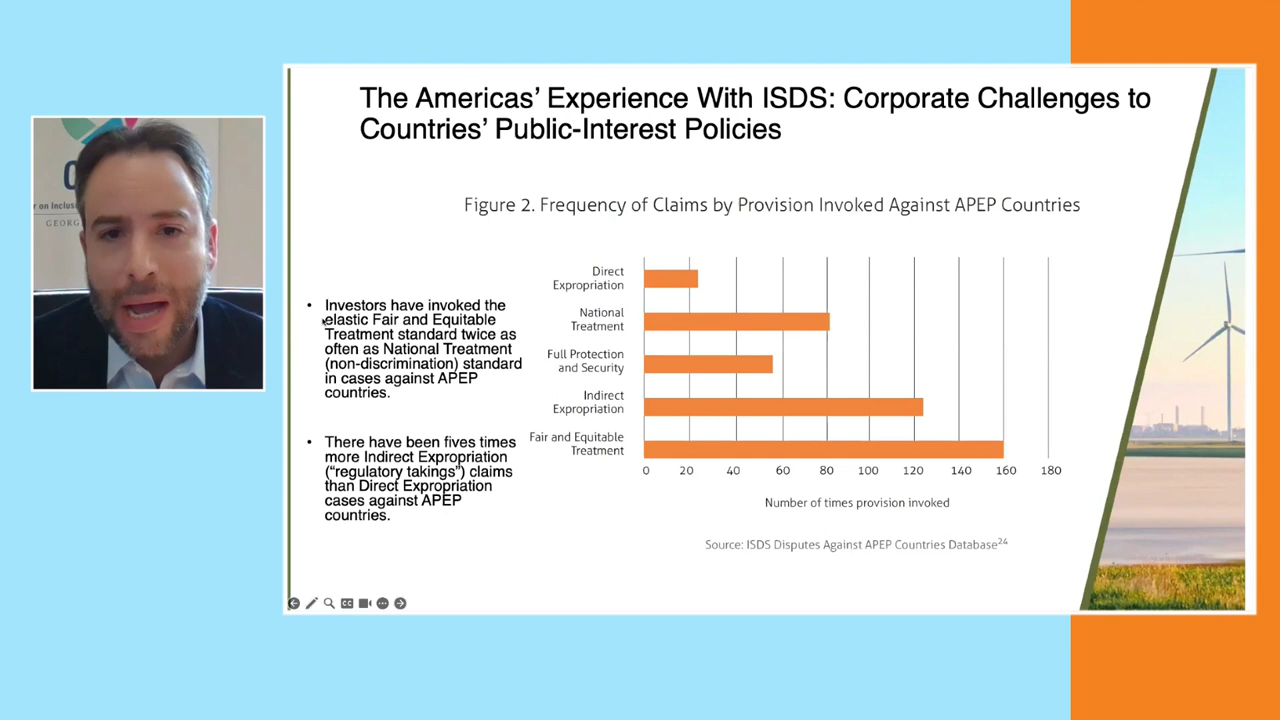 The Americas’ Experience With ISDS: Corporate Challenges to
Countries’ Public-Interest Policies
r on Inclus
GEORG
Figure 2. Frequency of Claims by Provision Invoked Against APEP Countries
• Investors have invoked the
elastic Fair and Equitable
Treatment standard twice as
often as National Treatment
(non-discrimination) standard
in cases against APEP
countries.
• There have been fives times
more Indirect Expropriation
(“regulatory takings”) claims
than Direct Expropriation
cases against APEP
countries.
Direct
Expropriation
National
Treatment
Full Protection
and Security
Indirect
Expropriation
Fair and Equitable
Treatment
0 20 40 60 80 100 120 140 160 180
Number of times provision invoked
Source: ISDS Disputes Against APEP Countries Database24
CC